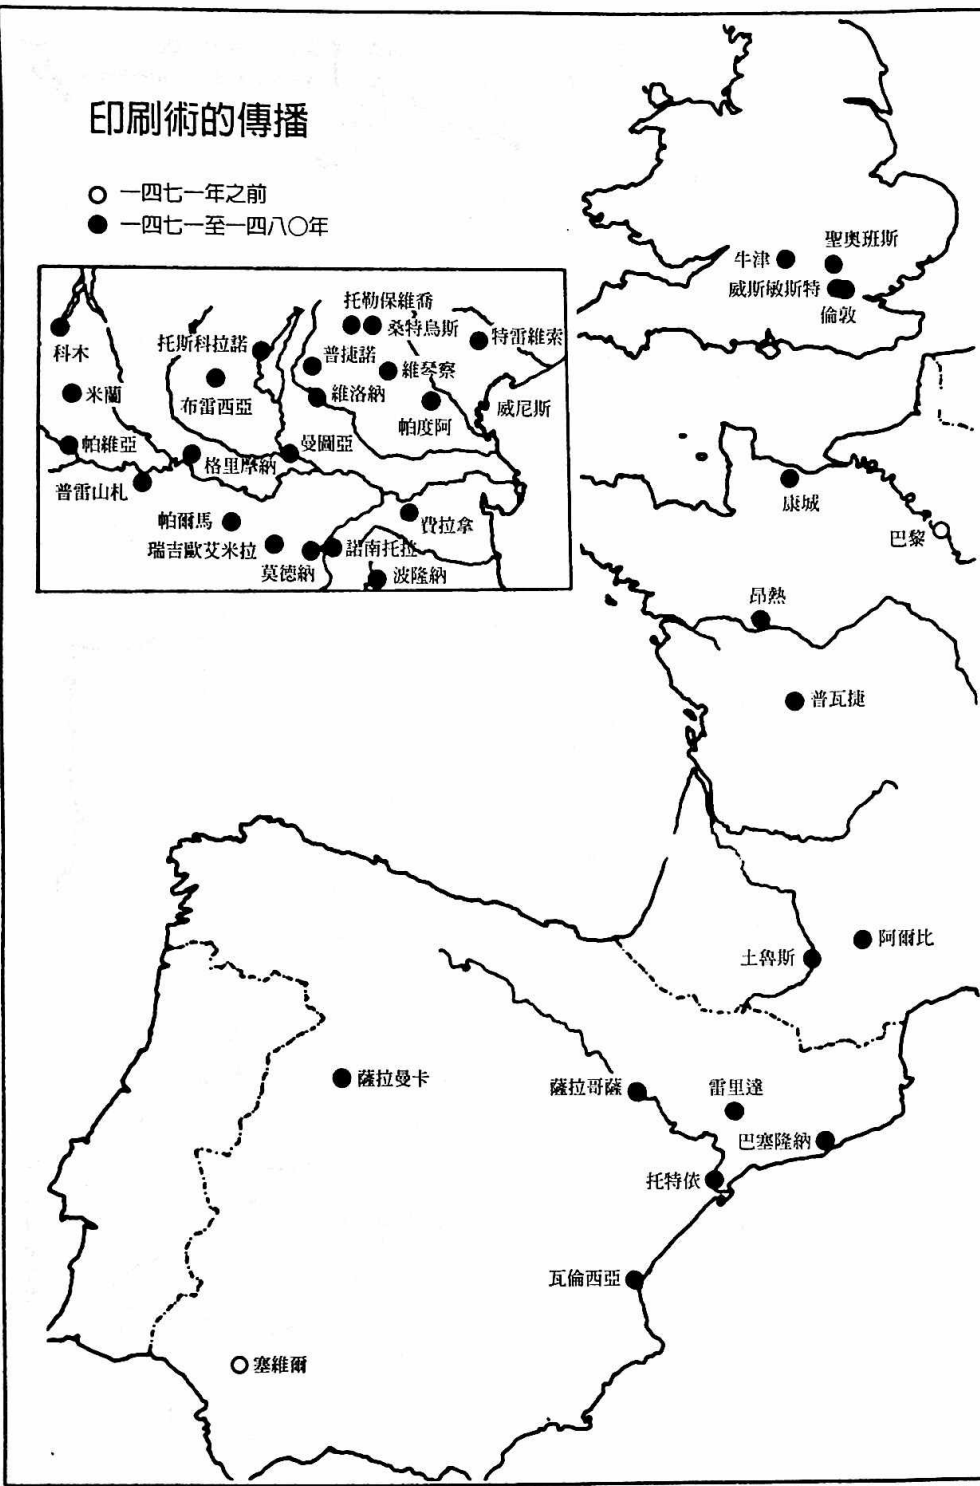 印刷術的傳播
一四七一年之前
一四七一至一四八〇年
托勒保維喬
桑特烏斯
特雷維索
科木
托斯科拉諾
普捷諾
維琴察
米蘭
布雷西亞
維洛納
帕度阿
威尼斯
帕維亞
格里摩納
曼圖亞
普雷山札
帕爾馬
費拉拿
瑞吉歐艾米拉
莫德納
諾南托拉
波隆納
聖奧班斯
牛津
威斯敏斯特
倫敦
康城
巴黎
昂熱
普瓦捷
阿爾比
土魯斯
薩拉曼卡
薩拉哥薩
雷里達
巴塞隆納
托特依
瓦倫西亞
塞維爾